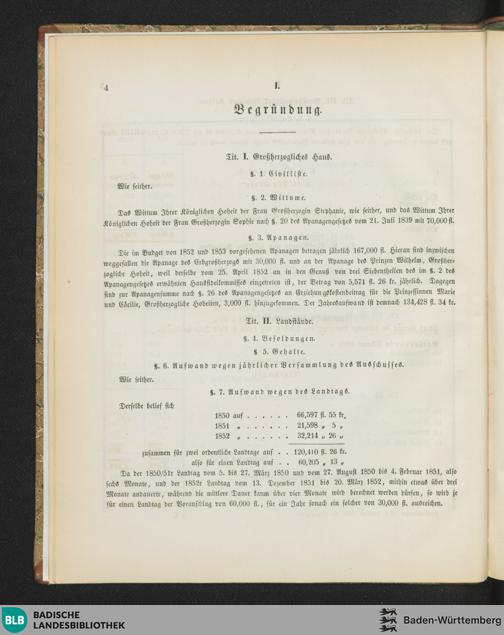 4
I.
Begründung.
Tit. I. Großherzogliches Haus.
§. 1. Civilliste.
Wie seither.
§. 2. Wittume.
Das Wittum Ihrer Königlichen Hoheit der Frau Großherzogin Stephanie, wie seither, und das Wittum Ihrer
Königlichen Hoheit der Frau Großherzogin Sophie nach §. 20 des Apanagengesetzes vom 21. Juli 1839 mit 70,000 fl.
§. 3. Apanagen.
Die im Budget von 1852 und 1853 vorgesehenen Apanagen betragen jährlich 167,000 fl. Hieran sind inzwischen
weggefallen die Apanage des Erbgroßherzogs mit 30,000 fl. und an der Apanage des Prinzen Wilhelm, Großher-
zogliche Hoheit, weil derselbe vom 25. April 1852 an in den Genuß von drei Siebentheilen des im §. 2 des
Apanagengesetzes erwähnten Hausfideikommisses eingetreten ist, der Betrag von 5,571 fl. 26 kr. jährlich. Dagegen
sind zur Apanagensumme nach §. 26 des Apanagengesetzes an Erziehungskostenbeitrag für die Prinzessinnen Marie
und Cäcilie, Großherzogliche Hoheiten, 3,000 fl. hinzugekommen. Der Jahresaufwand ist demnach 134,428 fl. 34 kr.
Tit. II. Landstände.
§. 4. Besoldungen.
§ 5. Gehalte.
§. 6. Aufwand wegen jährlicher Versammlung des Ausschusses.
Wie seither.
§. 7. Aufwand wegen des Landtags.
Derselbe belief sich
1850 auf . . . . . . 66,597 fl. 55 kr.
1851 „ . . . . . . 21,598 „ 5 „
1852 „ . . . . . . 32,214 „ 26 „
zusammen für zwei ordentliche Landtage auf . . 120,410 fl. 26 kr.
also für einen Landtag auf . . 60,205 „ 13 „
Da der 1850/51r Landtag vom 5. bis 27. März 1850 und vom 27. August 1850 bis 4. Februar 1851, also
sechs Monate, und der 1852r Landtag vom 13. Dezember 1851 bis 20. März 1852, mithin etwas über drei
Monate andauerte, während die mittlere Dauer kaum über vier Monate wird berechnet werden dürfen, so wird je
für einen Landtag der Voranschlag von 60,000 fl., für ein Jahr sonach ein solcher von 30,000 fl. ausreichen.
BLB BADISCHE
LANDESBIBLIOTHEK
Baden-Württemberg